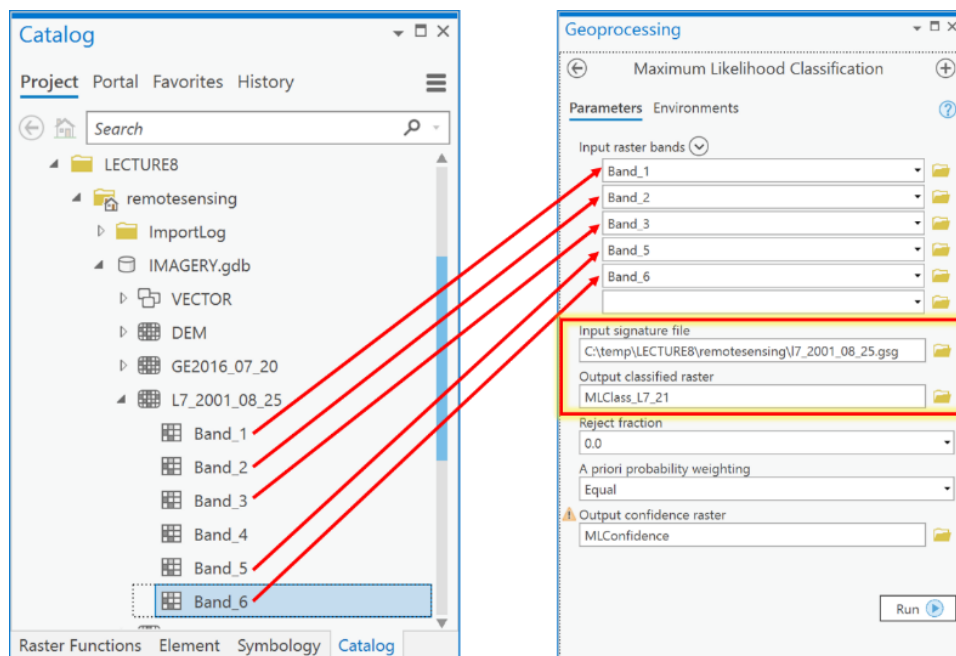 Catalog
Project Portal Favorites History
Search
LECTURE8
remotesensing
ImportLog
IMAGERY.gdb
VECTOR
DEM
GE2016_07_20
L7_2001_08_25
Band_1
Band_2
Band_3
Band_4
Band_5
Band_6
Raster Functions Element Symbology Catalog
Geoprocessing
Maximum Likelihood Classification
Parameters Environments
Input raster bands
Band_1
Band_2
Band_3
Band_5
Band_6
Input signature file
C:\temp\LECTURE8\remotesensing\l7_2001_08_25.gsg
Output classified raster
MLClass_L7_21
Reject fraction
0.0
A priori probability weighting
Equal
Output confidence raster
MLConfidence
Run